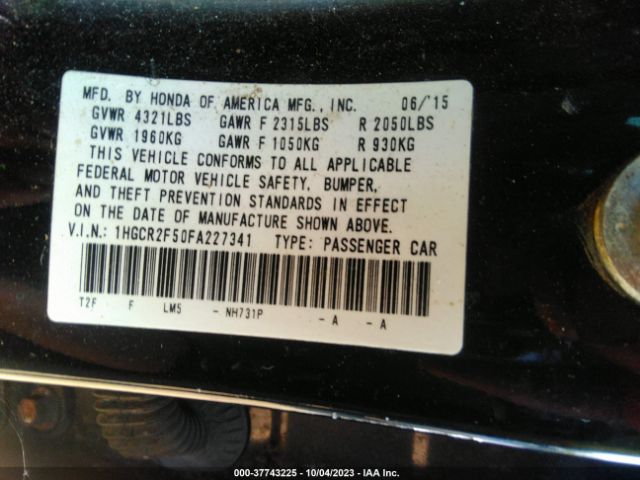 MFD. BY HONDA OF AMERICA MFG., INC. 06/'15
GVWR 4321LBS GAWR F 2315LBS R 2050LBS
GVWR 1960KG GAWR F 1050KG R 930KG
THIS VEHICLE CONFORMS TO ALL APPLICABLE
FEDERAL MOTOR VEHICLE SAFETY, BUMPER,
AND THEFT PREVENTION STANDARDS IN EFFECT
ON THE DATE OF MANUFACTURE SHOWN ABOVE.
V.I.N.: 1HGCR2F50FA227341 TYPE: PASSENGER CAR
T2F F LM5 - NH731P - A - A
000-37743225 - 10/04/2023 - IAA Inc.